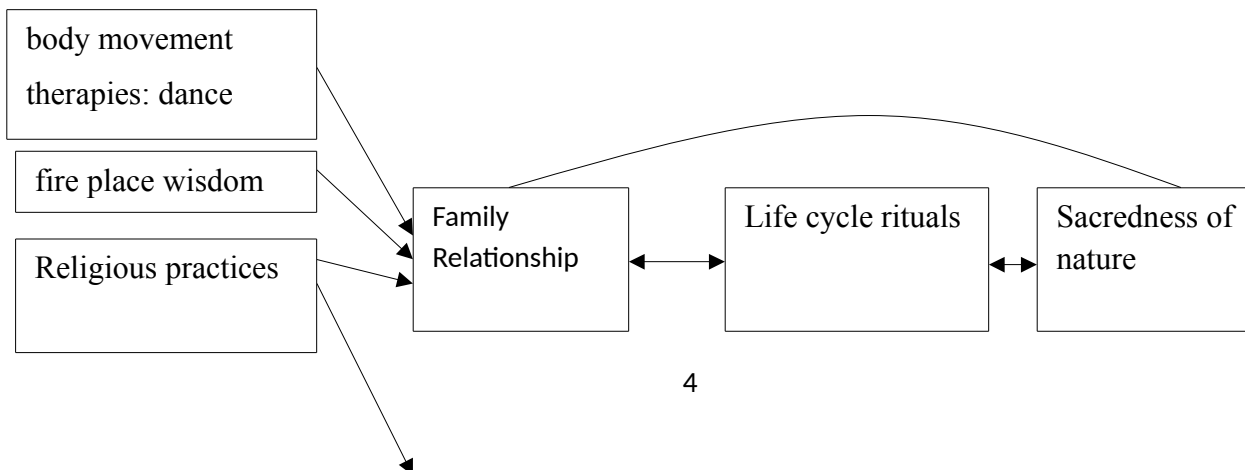 body movement
therapies: dance
fire place wisdom
Religious practices
Family
Relationship
Life cycle rituals
Sacredness of
nature
4